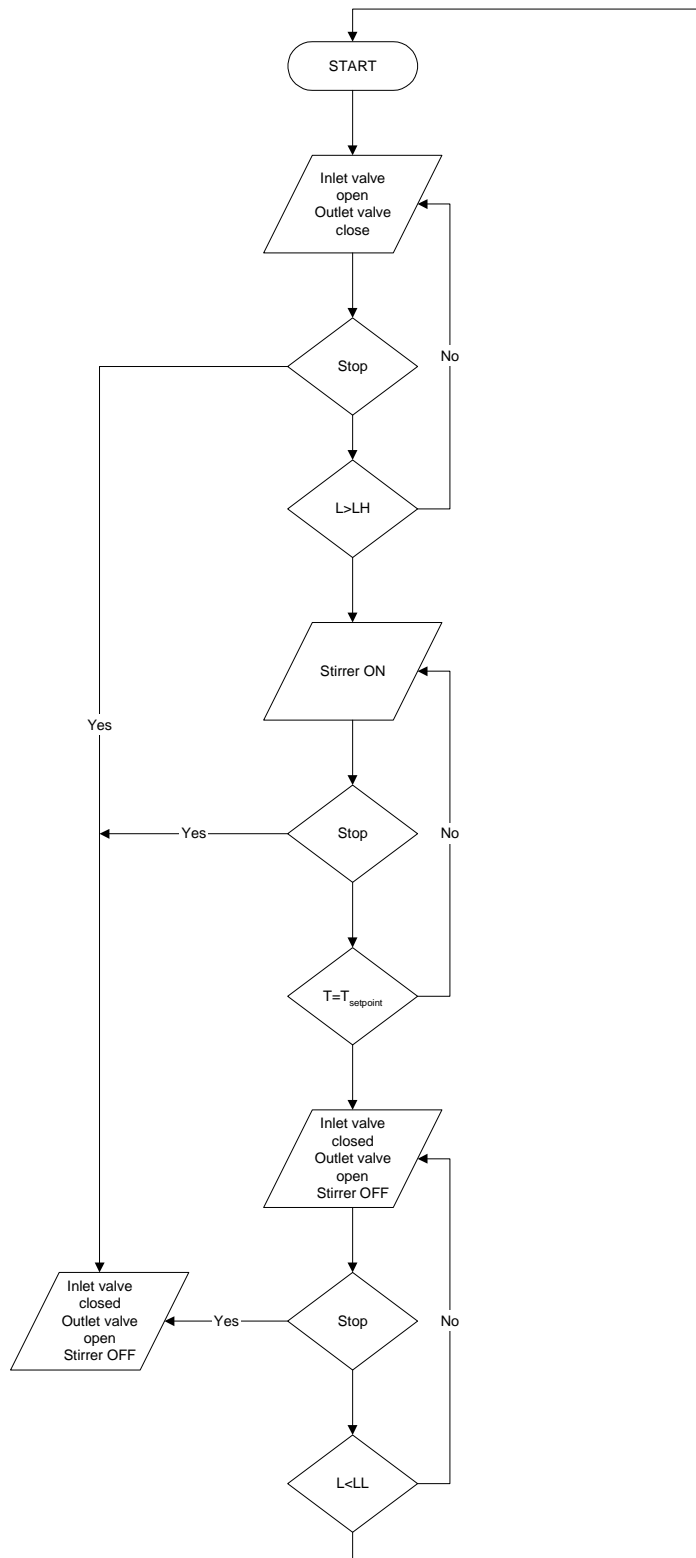 START
Inlet valve
open
Outlet valve
close
Stop
No
L>LH
Stirrer ON
Yes
Yes
Stop
No
T=Tsetpoint
Inlet valve
closed
Outlet valve
open
Stirrer OFF
Inlet valve
closed
Outlet valve
open
Stirrer OFF
Yes
Stop
No
L<LL